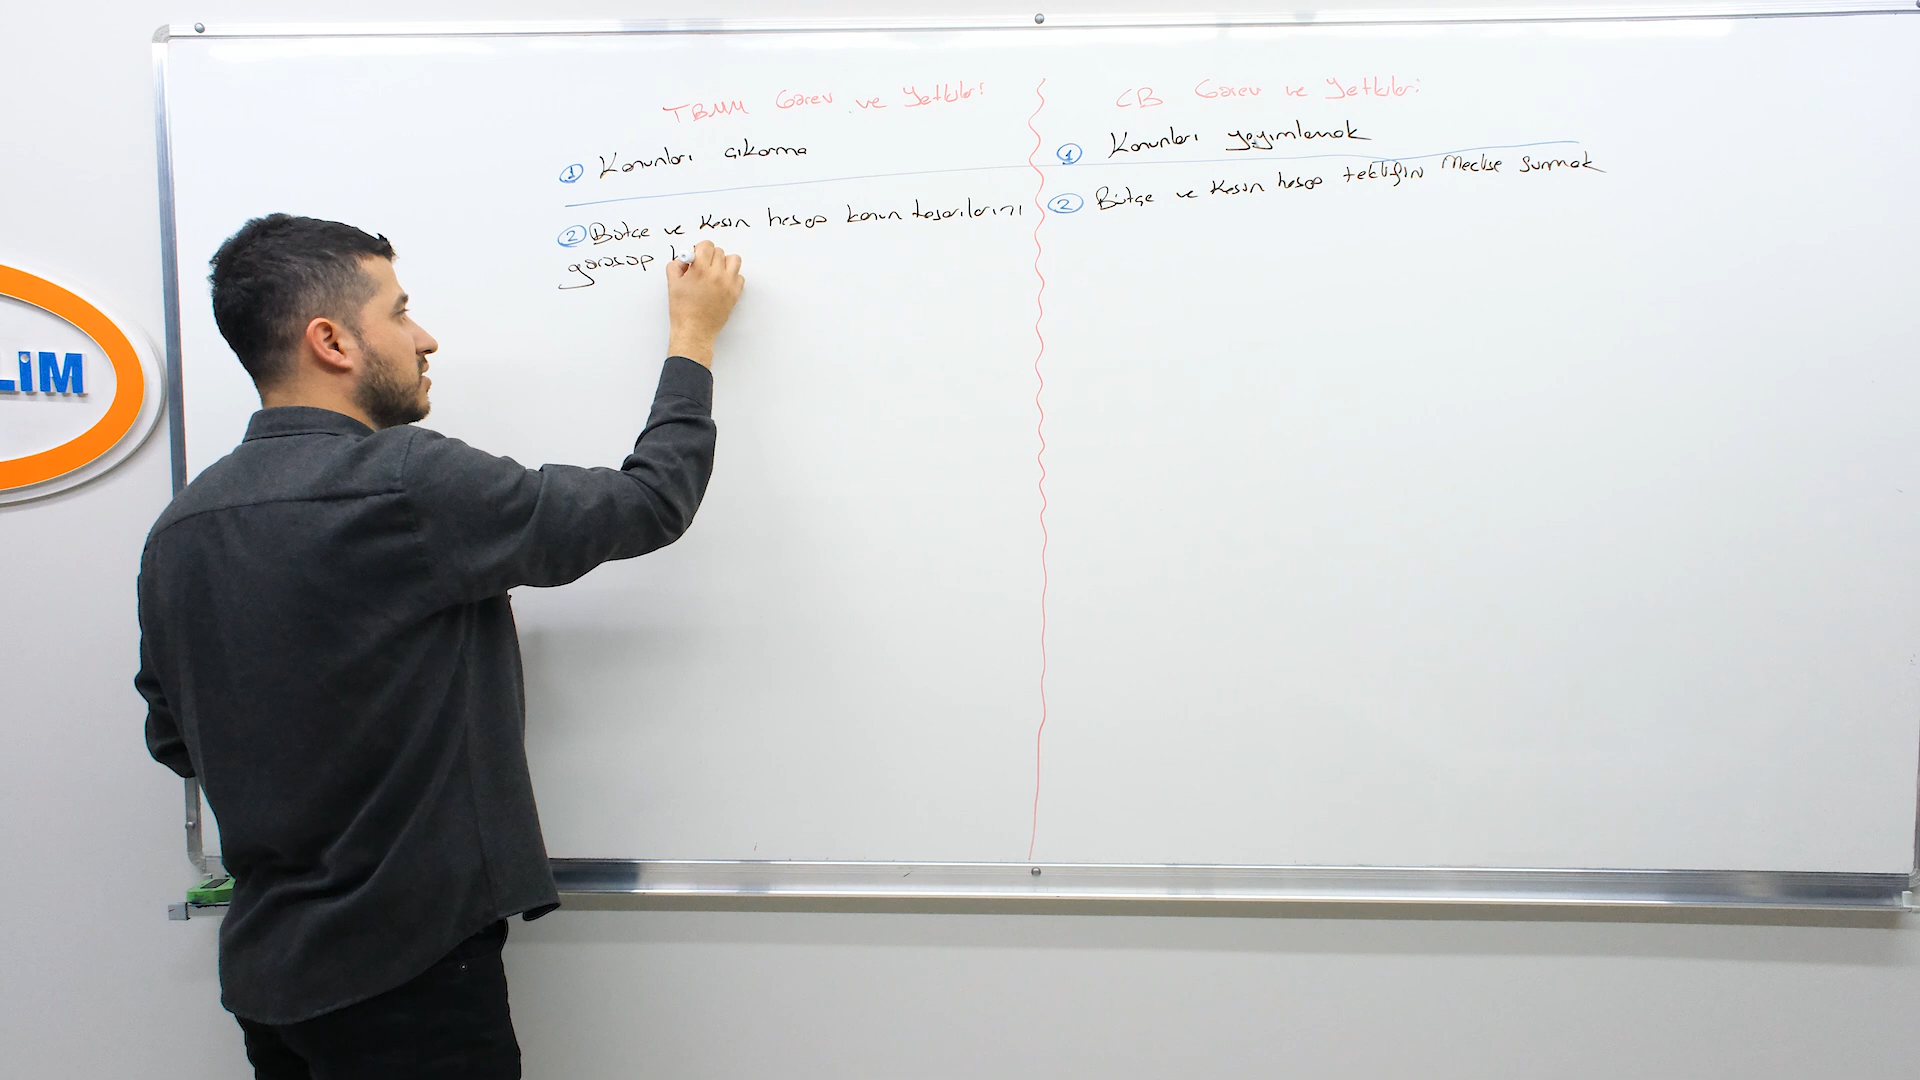 LİM
TBMM Görev ve Yetkileri
① Kanunları çıkarma
② Bütçe ve Kesin hesap kanun tasarılarını
görüşüp k
CB Görev ve Yetkileri
① Kanunları yayımlamak
② Bütçe ve Kesin hesap teklifin Meclise sunmak